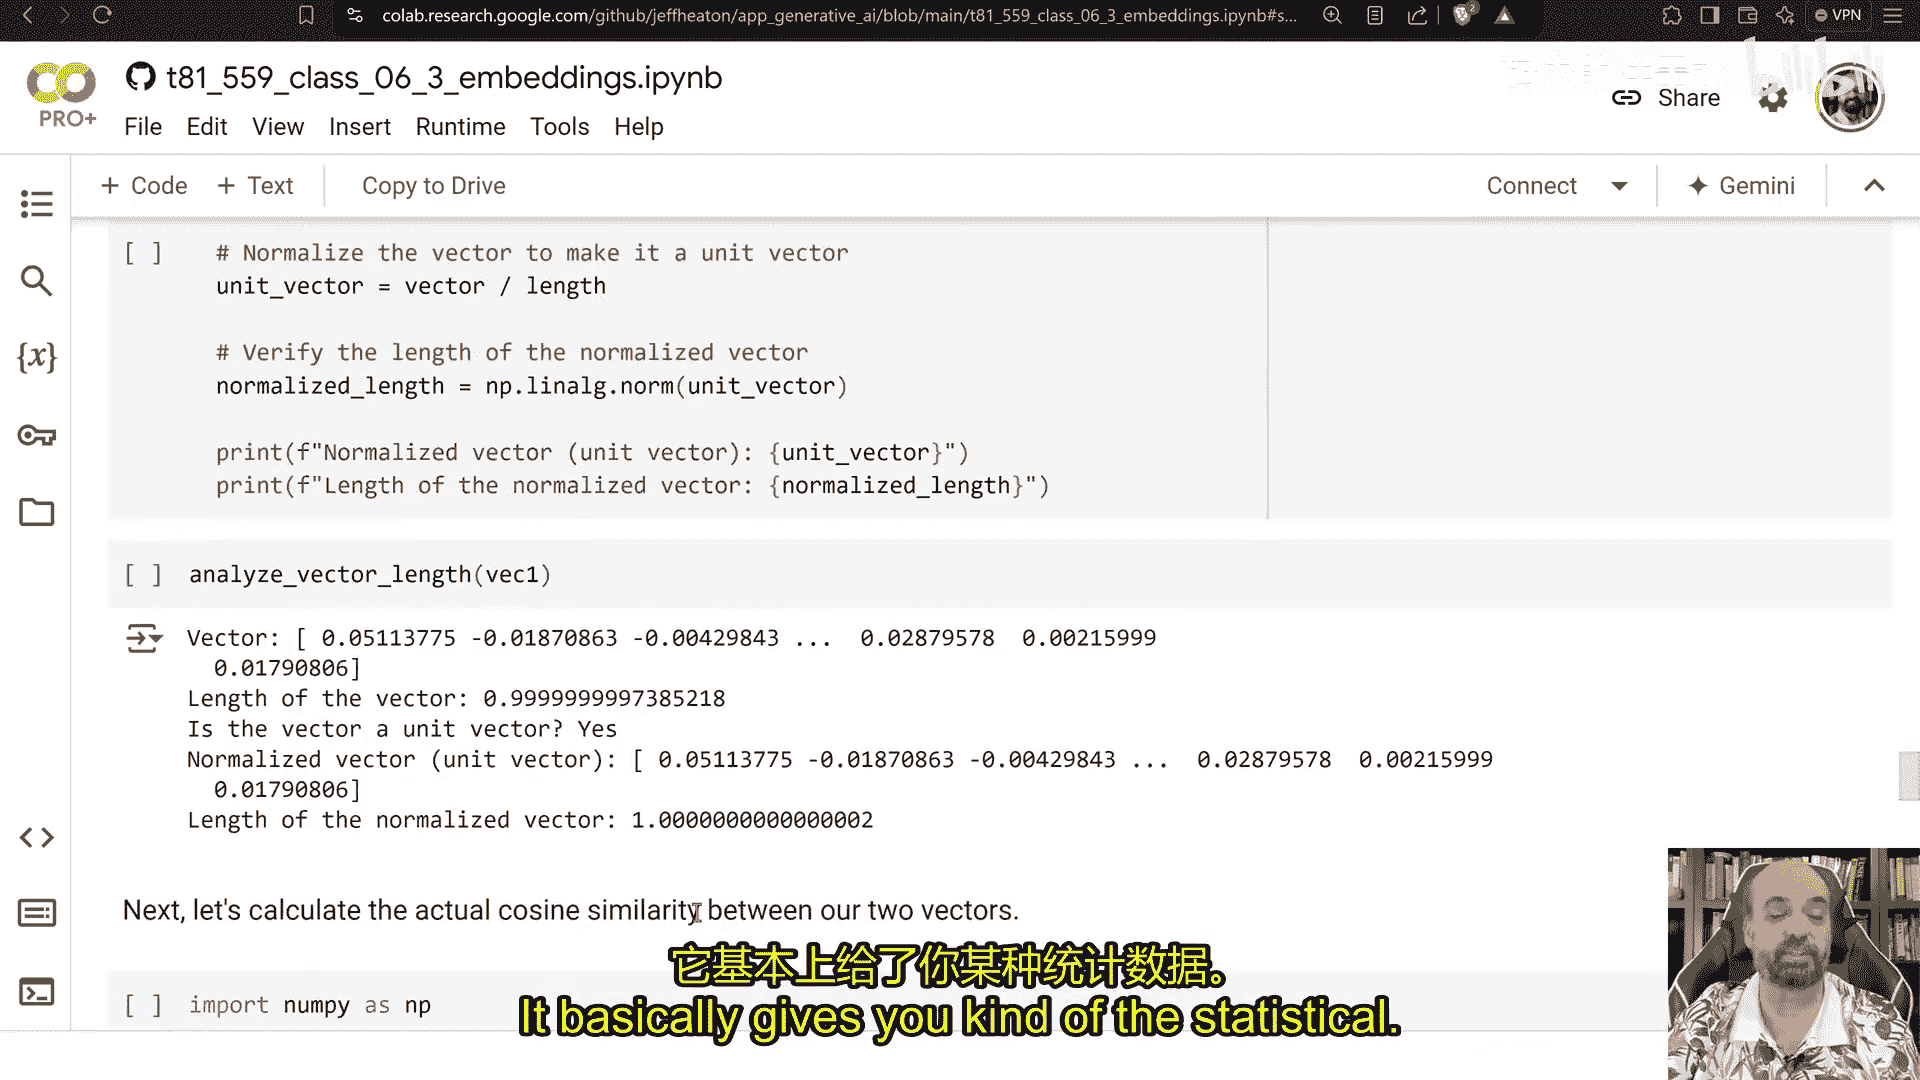 colab.research.google.com/github/jeffheaton/app_generative_ai/blob/main/t81_559_class_06_3_embeddings.ipynb#s...
2
VPN
bilibili
CO
PRO+
t81_559_class_06_3_embeddings.ipynb
Share
File Edit View Insert Runtime Tools Help
+ Code + Text Copy to Drive Connect Gemini
[ ] # Normalize the vector to make it a unit vector
unit_vector = vector / length
# Verify the length of the normalized vector
normalized_length = np.linalg.norm(unit_vector)
print(f"Normalized vector (unit vector): {unit_vector}")
print(f"Length of the normalized vector: {normalized_length}")
[ ] analyze_vector_length(vec1)
Vector: [ 0.05113775 -0.01870863 -0.00429843 ... 0.02879578 0.00215999
0.01790806]
Length of the vector: 0.9999999997385218
Is the vector a unit vector? Yes
Normalized vector (unit vector): [ 0.05113775 -0.01870863 -0.00429843 ... 0.02879578 0.00215999
0.01790806]
Length of the normalized vector: 1.0000000000000002
Next, let's calculate the actual cosine similarity between our two vectors.
它基本上给了你某种统计数据。
[ ] import numpy as np
It basically gives you kind of the statistical.